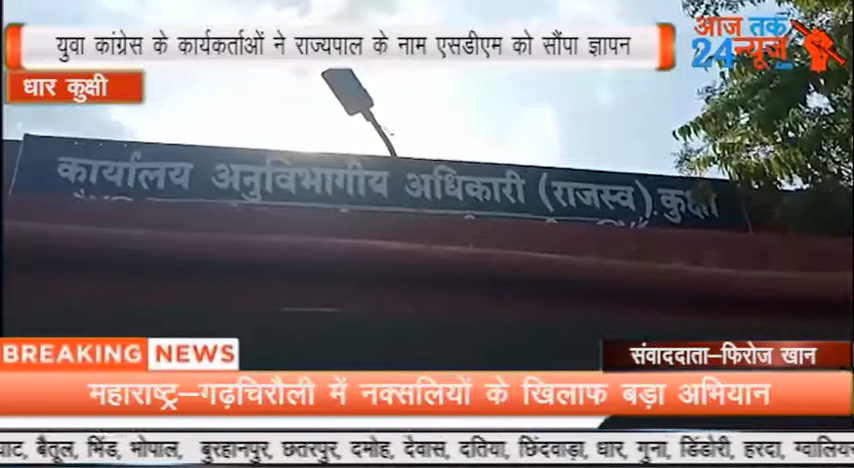 युवा कांग्रेस के कार्यकर्ताओं ने राज्यपाल के नाम एसडीएम को सौंपा ज्ञापन
आज तक
24न्यूज़
धार कुक्षी
कार्यालय अनुविभागीय अधिकारी (राजस्व) कुक्षी
BREAKING NEWS
संवाददाता-फिरोज खान
महाराष्ट्र-गढ़चिरौली में नक्सलियों के खिलाफ बड़ा अभियान
बैतूल, भिंड, भोपाल, बुरहानपुर, छतरपुर, दमोह, देवास, दतिया, छिंदवाड़ा, धार, गुना, डिंडोरी, हरदा, ग्वालियर